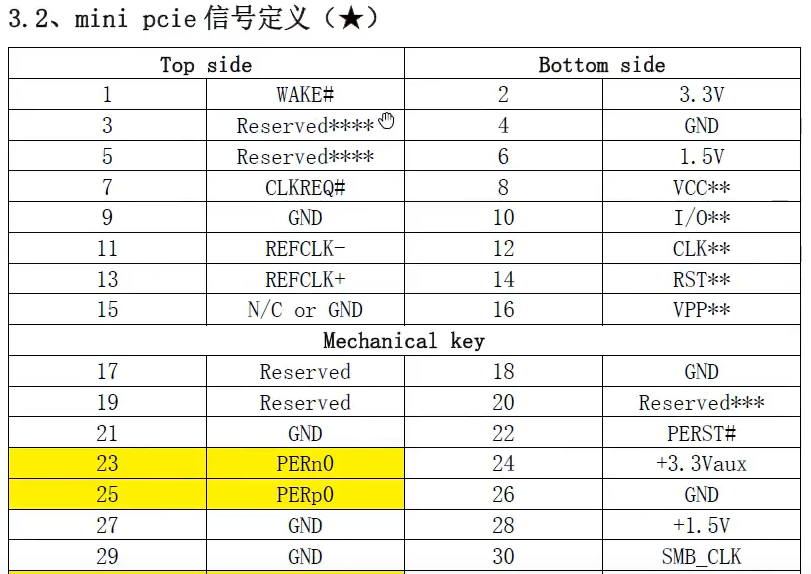 3.2、mini pcie 信号定义（★）
Top side Bottom side
1 WAKE# 2 3.3V
3 Reserved**** 4 GND
5 Reserved**** 6 1.5V
7 CLKREQ# 8 VCC**
9 GND 10 I/O**
11 REFCLK- 12 CLK**
13 REFCLK+ 14 RST**
15 N/C or GND 16 VPP**
Mechanical key
17 Reserved 18 GND
19 Reserved 20 Reserved***
21 GND 22 PERST#
23 PERn0 24 +3.3Vaux
25 PERp0 26 GND
27 GND 28 +1.5V
29 GND 30 SMB_CLK